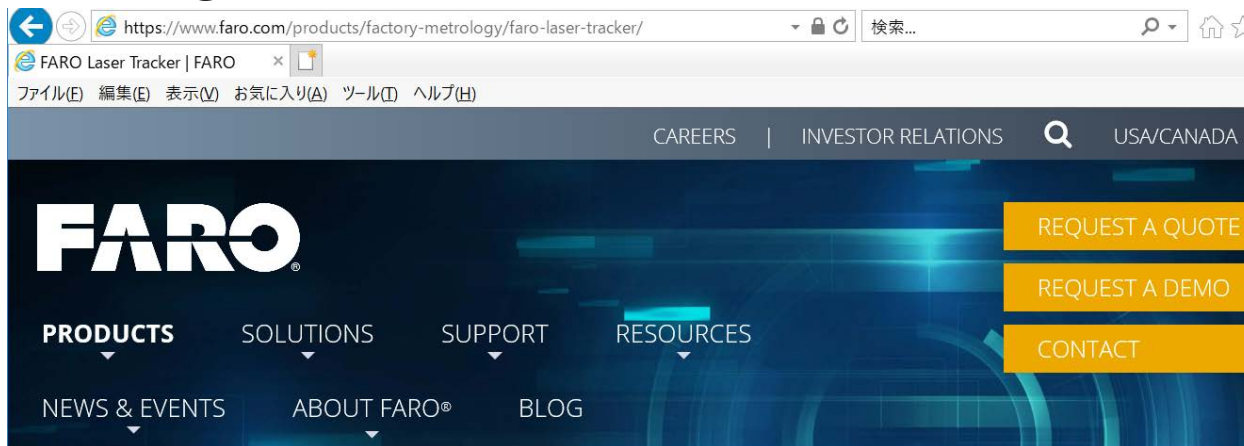 https://www.faro.com/products/factory-metrology/faro-laser-tracker/ 検索...
FARO Laser Tracker | FARO
ファイル(F) 編集(E) 表示(V) お気に入り(A) ツール(T) ヘルプ(H)
CAREERS | INVESTOR RELATIONS USA/CANADA
FARO®
REQUEST A QUOTE
REQUEST A DEMO
PRODUCTS SOLUTIONS SUPPORT RESOURCES
CONTACT
NEWS & EVENTS ABOUT FARO® BLOG